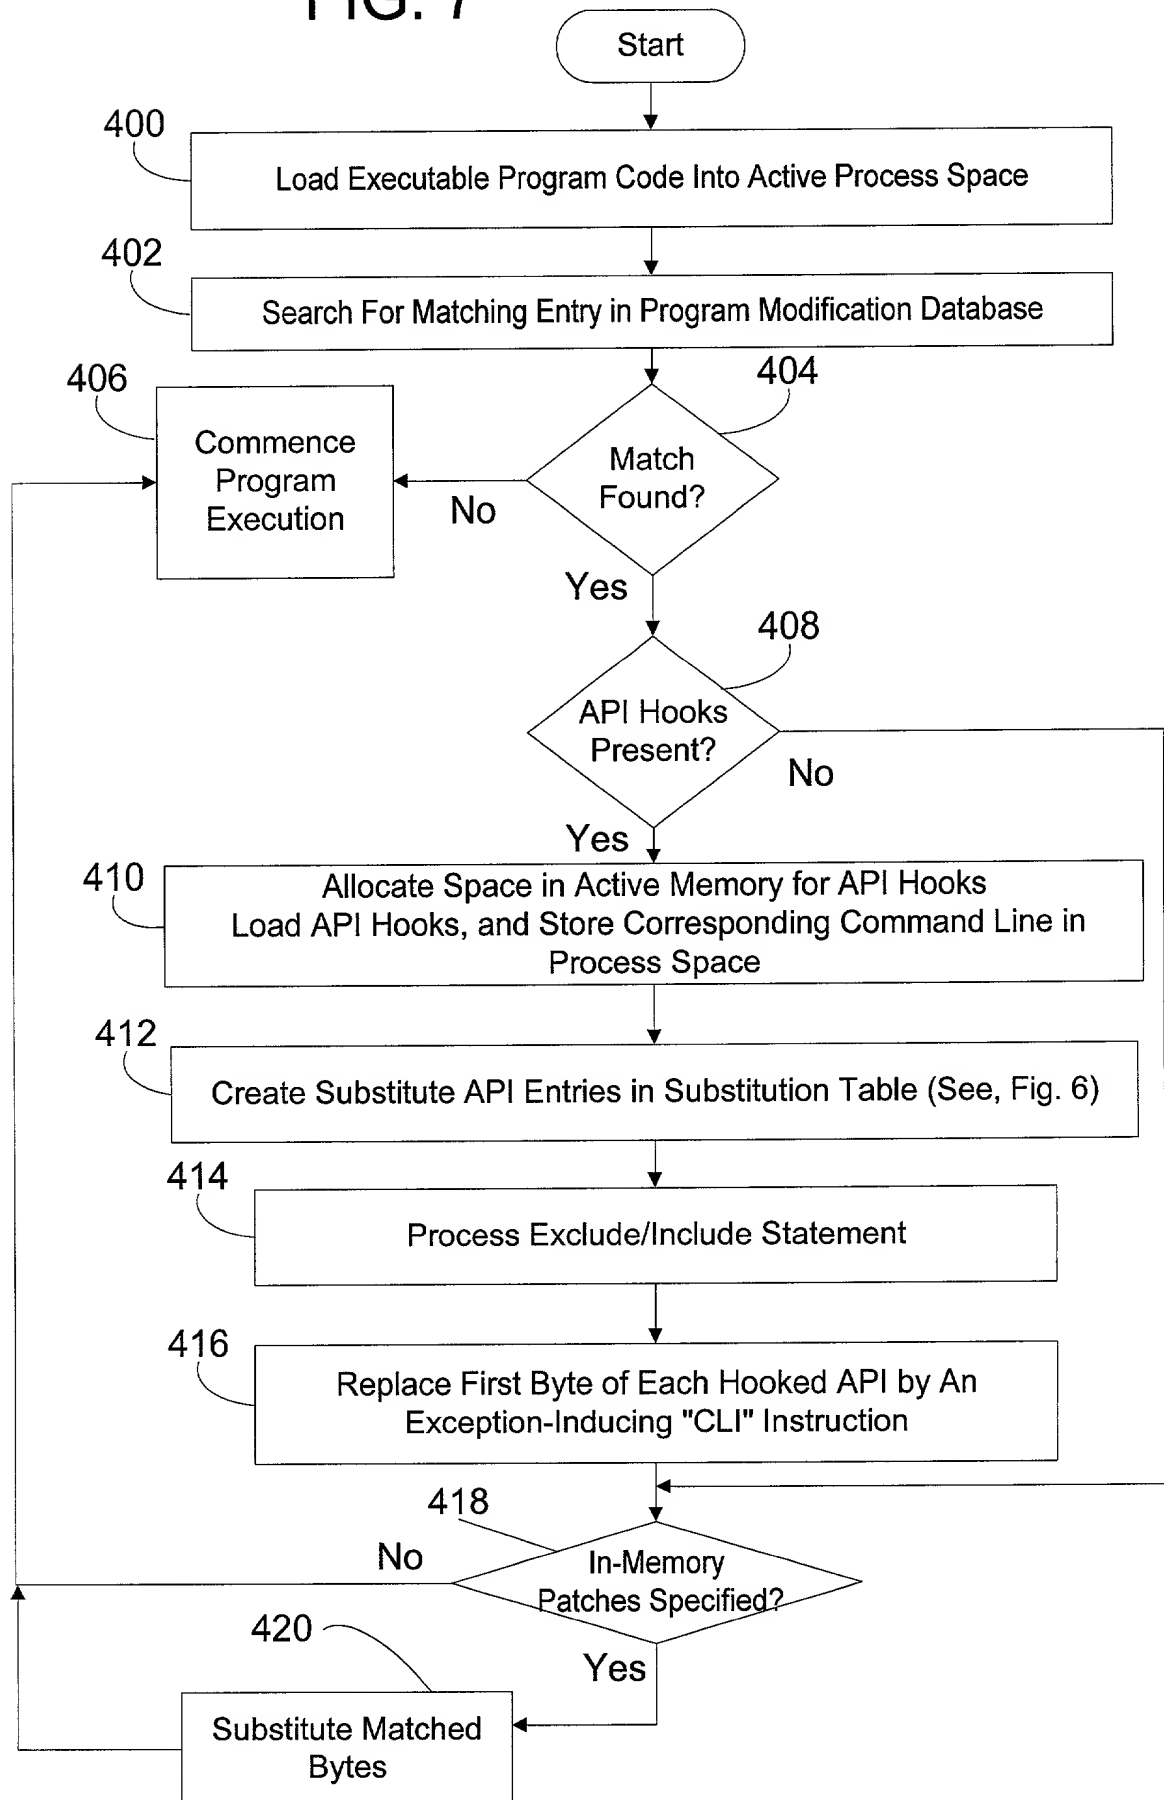 FIG. 7
Start
400
Load Executable Program Code Into Active Process Space
402
Search For Matching Entry in Program Modification Database
406
404
Commence
Program
Execution
Match
Found?
No
Yes
408
API Hooks
Present?
No
Yes
410
Allocate Space in Active Memory for API Hooks
Load API Hooks, and Store Corresponding Command Line in
Process Space
412
Create Substitute API Entries in Substitution Table (See, Fig. 6)
414
Process Exclude/Include Statement
416
Replace First Byte of Each Hooked API by An
Exception-Inducing "CLI" Instruction
418
No
In-Memory
Patches Specified?
420
Yes
Substitute Matched
Bytes